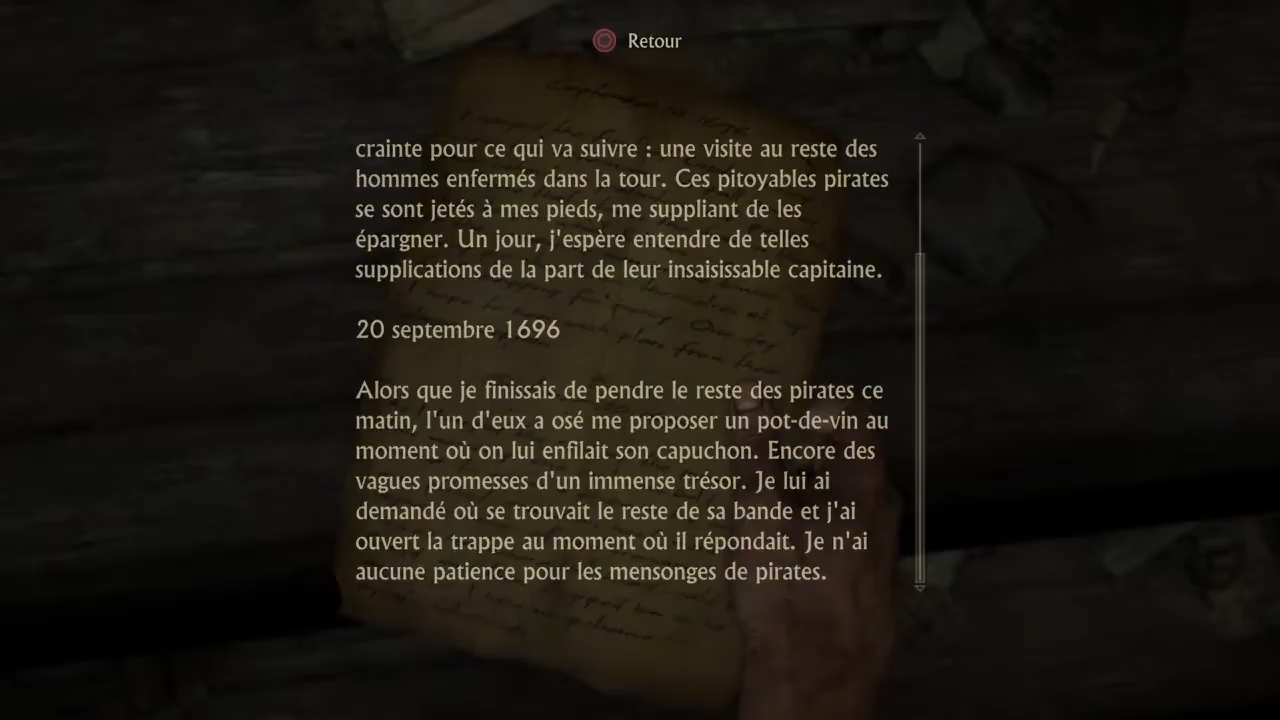 Retour
crainte pour ce qui va suivre : une visite au reste des
hommes enfermés dans la tour. Ces pitoyables pirates
se sont jetés à mes pieds, me suppliant de les
épargner. Un jour, j'espère entendre de telles
supplications de la part de leur insaisissable capitaine.
20 septembre 1696
Alors que je finissais de pendre le reste des pirates ce
matin, l'un d'eux a osé me proposer un pot-de-vin au
moment où on lui enfilait son capuchon. Encore des
vagues promesses d'un immense trésor. Je lui ai
demandé où se trouvait le reste de sa bande et j'ai
ouvert la trappe au moment où il répondait. Je n'ai
aucune patience pour les mensonges de pirates.